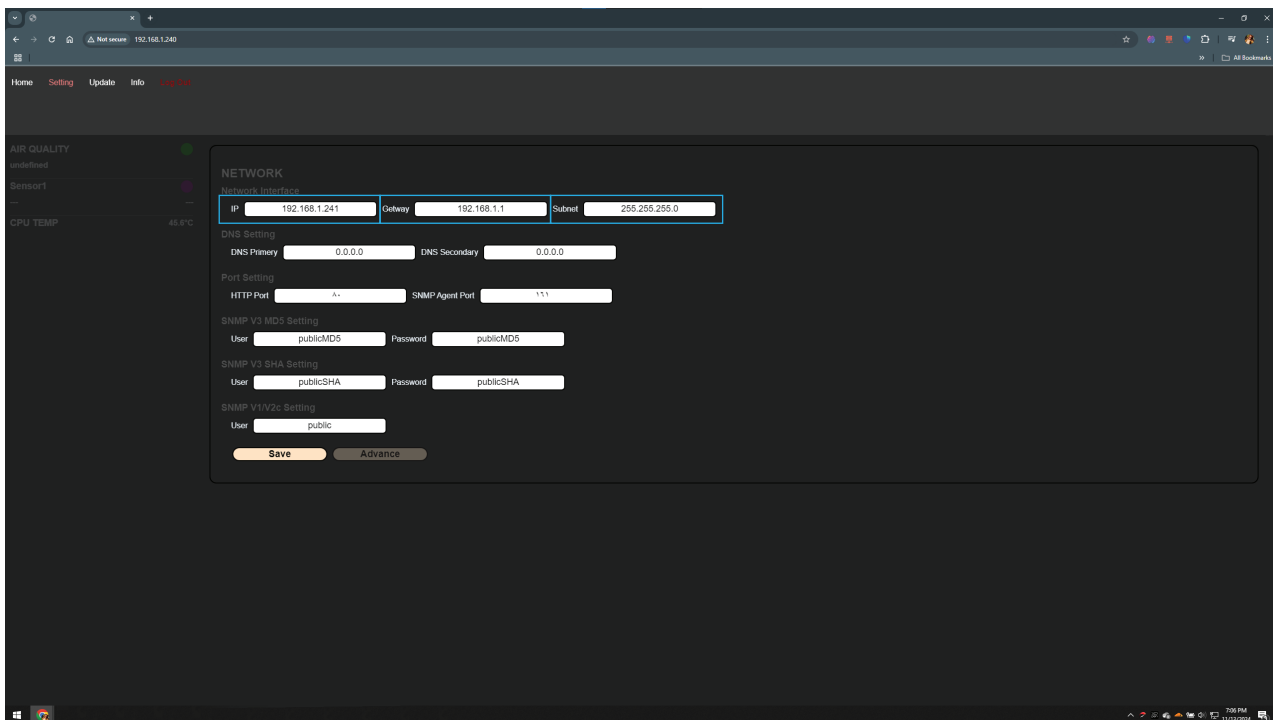 Not secure 192.168.1.240
All Bookmarks
Home Setting Update Info
AIR QUALITY
undefined
Sensor1
--- ---
CPU TEMP 45.6°C
NETWORK
Network Interface
IP 192.168.1.241 Getway 192.168.1.1 Subnet 255.255.255.0
DNS Setting
DNS Primery 0.0.0.0 DNS Secondary 0.0.0.0
Port Setting
HTTP Port ٨٠ SNMP Agent Port ١٦١
SNMP V3 MD5 Setting
User publicMD5 Password publicMD5
SNMP V3 SHA Setting
User publicSHA Password publicSHA
SNMP V1/V2c Setting
User public
Save Advance
7:06 PM
11/13/2024